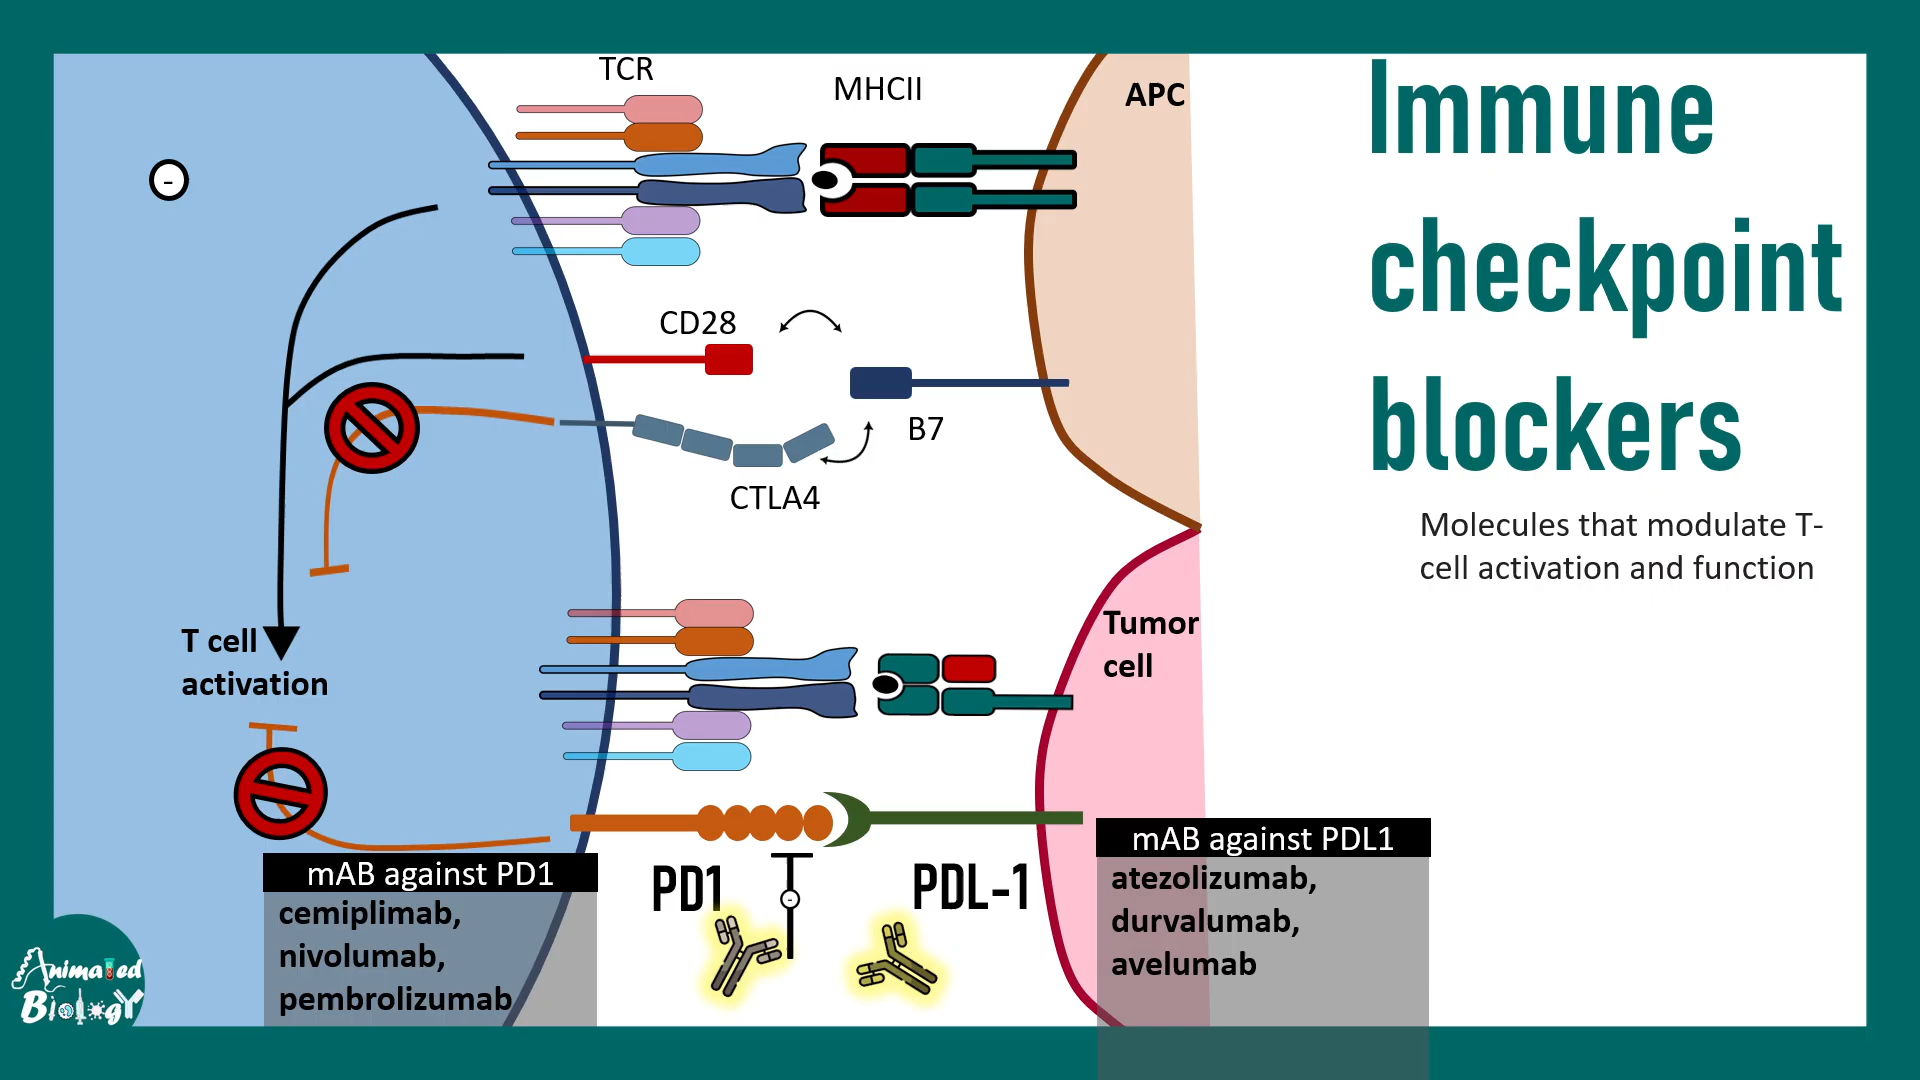 Immune
checkpoint
blockers
Molecules that modulate T-
cell activation and function
TCR
MHCII
APC
-
CD28
B7
CTLA4
T cell
activation
Tumor
cell
PD1
-
PDL-1
mAB against PD1
cemiplimab,
nivolumab,
pembrolizumab
mAB against PDL1
atezolizumab,
durvalumab,
avelumab
Animated
Biology